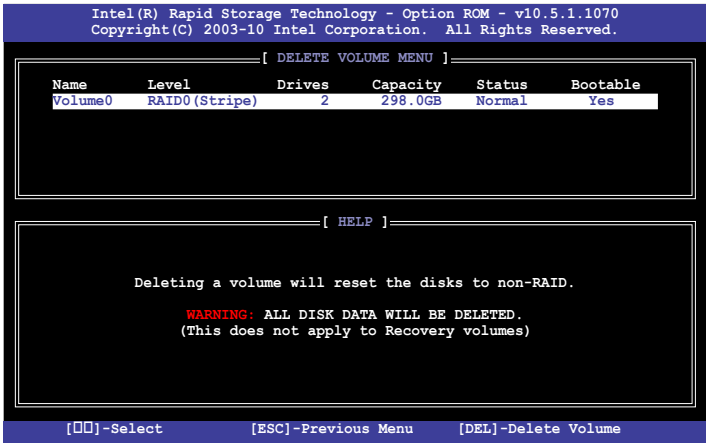 Intel(R) Rapid Storage Technology - Option ROM - v10.5.1.1070
Copyright(C) 2003-10 Intel Corporation.  All Rights Reserved.
[ DELETE VOLUME MENU ]
Name Level Drives Capacity Status Bootable
Volume0 RAID0(Stripe) 2 298.0GB Normal Yes
[ HELP ]
Deleting a volume will reset the disks to non-RAID.
WARNING: ALL DISK DATA WILL BE DELETED.
(This does not apply to Recovery volumes)
[▯▯]-Select [ESC]-Previous Menu [DEL]-Delete Volume